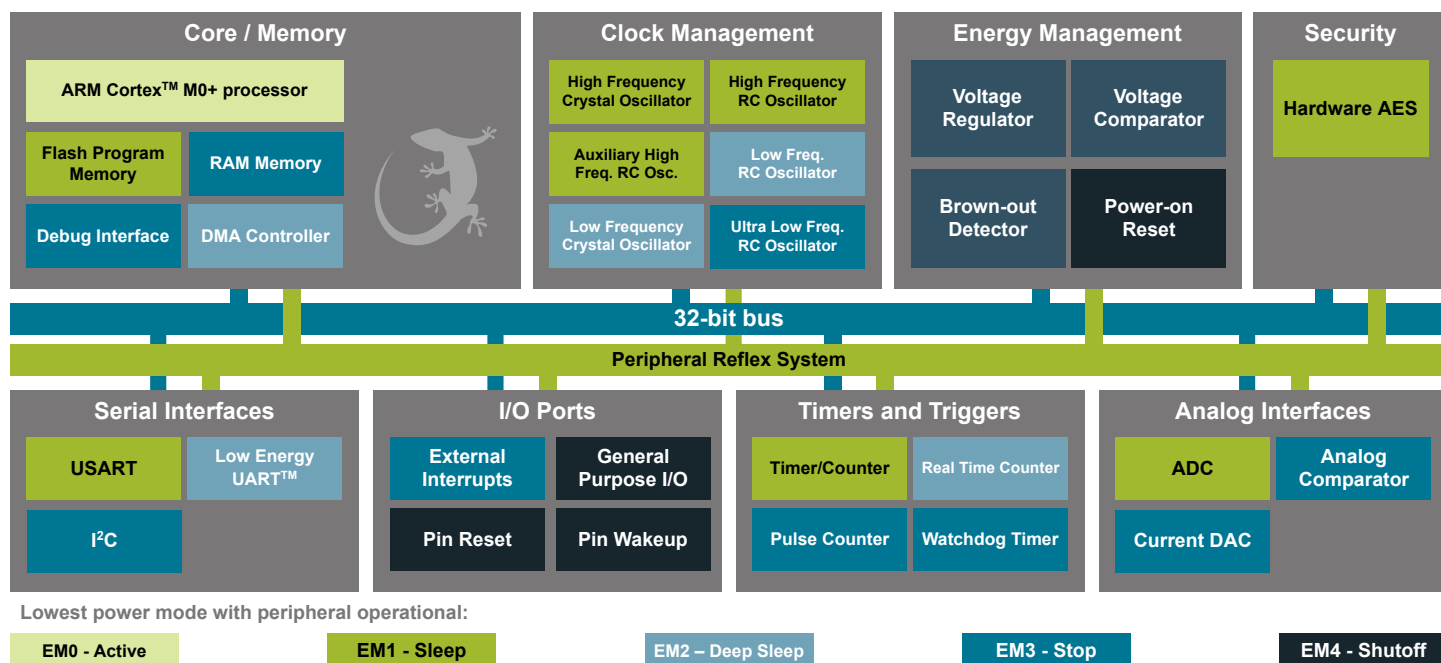 Core / Memory
ARM Cortex™ M0+ processor
Flash Program
Memory
RAM Memory
Debug Interface
DMA Controller
Clock Management
High Frequency
Crystal Oscillator
High Frequency
RC Oscillator
Auxiliary High
Freq. RC Osc.
Low Freq.
RC Oscillator
Low Frequency
Crystal Oscillator
Ultra Low Freq.
RC Oscillator
Energy Management
Voltage
Regulator
Voltage
Comparator
Brown-out
Detector
Power-on
Reset
Security
Hardware AES
32-bit bus
Peripheral Reflex System
Serial Interfaces
USART
Low Energy
UART™
I²C
I/O Ports
External
Interrupts
General
Purpose I/O
Pin Reset
Pin Wakeup
Timers and Triggers
Timer/Counter
Real Time Counter
Pulse Counter
Watchdog Timer
Analog Interfaces
ADC
Analog
Comparator
Current DAC
Lowest power mode with peripheral operational:
EM0 - Active
EM1 - Sleep
EM2 – Deep Sleep
EM3 - Stop
EM4 - Shutoff